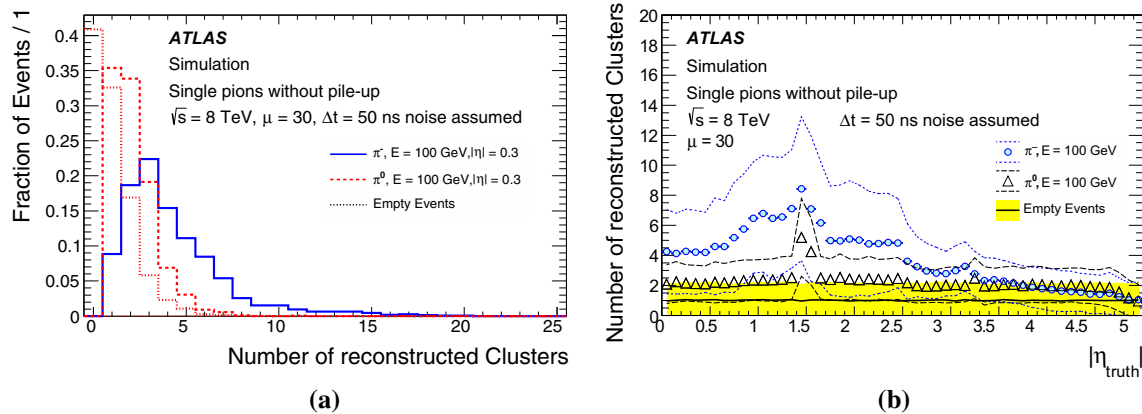 Fraction of Events / 1
0.4
0.35
0.3
0.25
0.2
0.15
0.1
0.05
0
ATLAS
Simulation
Single pions without pile-up
√s = 8 TeV, μ = 30, Δt = 50 ns noise assumed
π⁻, E = 100 GeV,|η| = 0.3
π⁰, E = 100 GeV,|η| = 0.3
Empty Events
0 5 10 15 20 25
Number of reconstructed Clusters
(a)
Number of reconstructed Clusters
20
18
16
14
12
10
8
6
4
2
0
ATLAS
Simulation
Single pions without pile-up
√s = 8 TeV Δt = 50 ns noise assumed
μ = 30
π⁻, E = 100 GeV
π⁰, E = 100 GeV
Empty Events
0 0.5 1 1.5 2 2.5 3 3.5 4 4.5 5
|η_truth|
(b)